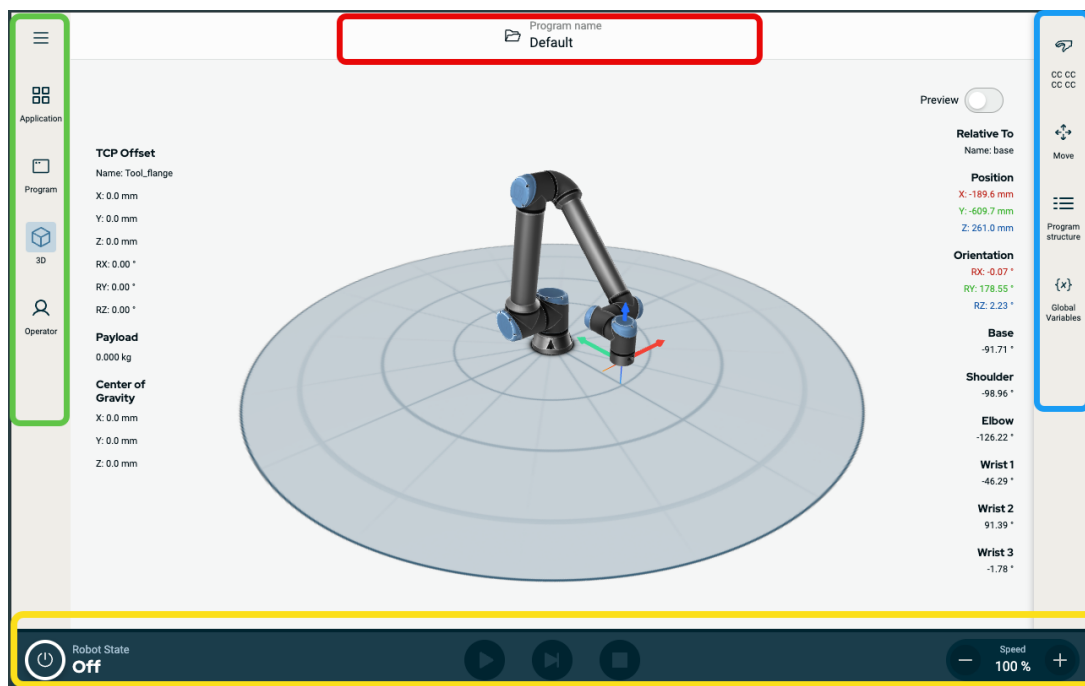 Program name
Default
Application
Program
3D
Operator
TCP Offset
Name: Tool_flange
X: 0.0 mm
Y: 0.0 mm
Z: 0.0 mm
RX: 0.00 °
RY: 0.00 °
RZ: 0.00 °
Payload
0.000 kg
Center of
Gravity
X: 0.0 mm
Y: 0.0 mm
Z: 0.0 mm
Preview
Relative To
Name: base
Position
X: -189.6 mm
Y: -609.7 mm
Z: 261.0 mm
Orientation
RX: -0.07 °
RY: 178.55 °
RZ: 2.23 °
Base
-91.71 °
Shoulder
-98.96 °
Elbow
-126.22 °
Wrist 1
-46.29 °
Wrist 2
91.39 °
Wrist 3
-1.78 °
CC CC
CC CC
Move
Program
structure
{x}
Global
Variables
Robot State
Off
Speed
100 %